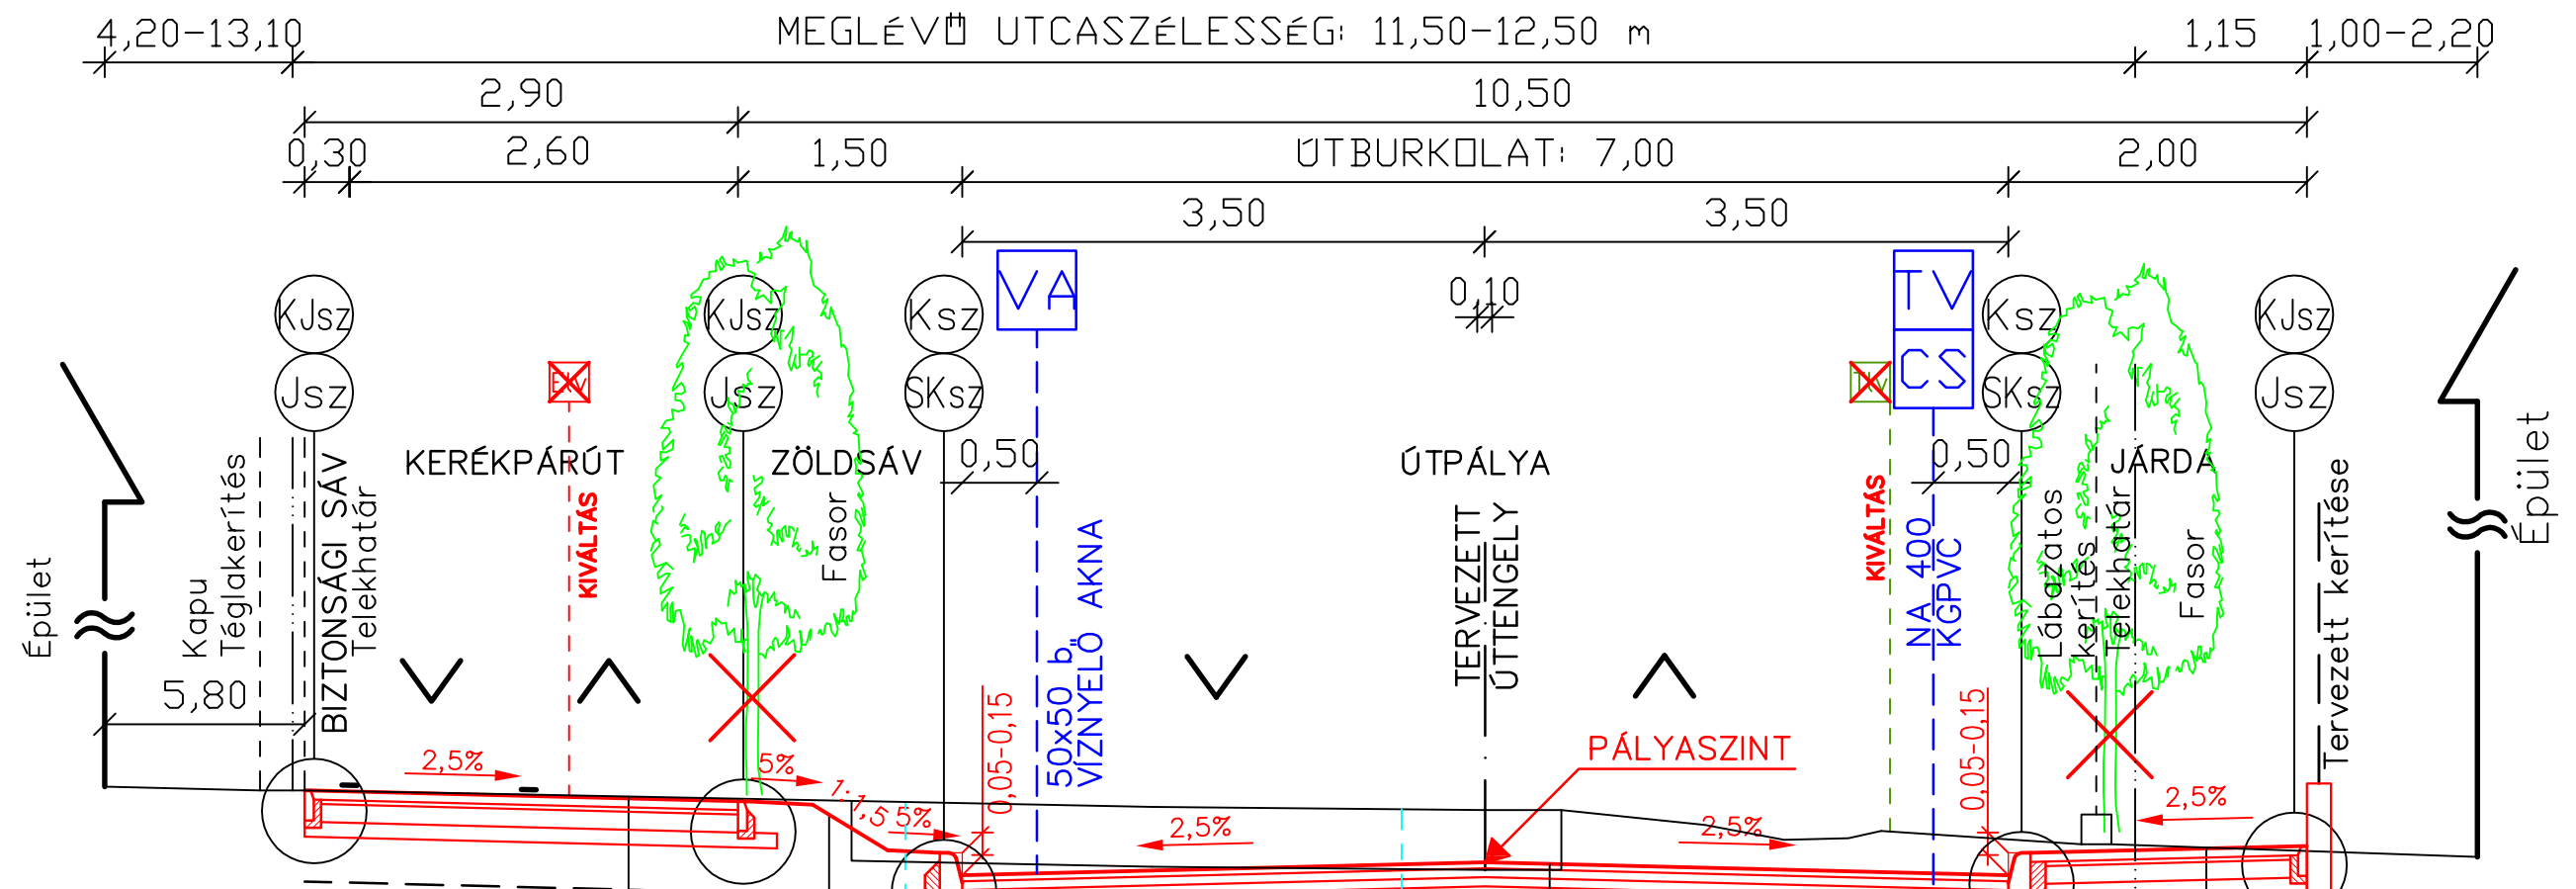 4,20-13,10
MEGLÉVŐ UTCASZÉLESSÉG: 11,50-12,50 m
1,15
1,00-2,20
2,90
10,50
0,30
2,60
1,50
ÚTBURKOLAT: 7,00
2,00
3,50
3,50
0,10
KJsz
Jsz
KJsz
Jsz
Ksz
SKsz
VA
TV
CS
Ksz
SKsz
KJsz
Jsz
KERÉKPÁRÚT
ZÖLDSÁV
0,50
ÚTPÁLYA
0,50
JÁRDA
Épület
Kapu
Téglakerítés
BIZTONSÁGI SÁV
Telekhatár
KIVÁLTÁS
Fasor
50x50 b
VÍZNYELŐ AKNA
TERVEZETT
ÚTTENGELY
KIVÁLTÁS
NA 400
KGPVC
Lábazatos
kerítés
Telekhatár
Fasor
Tervezett kerítése
Épület
5,80
2,5%
5%
1:1,5
5%
0,05-0,15
2,5%
PÁLYASZINT
2,5%
0,05-0,15
2,5%